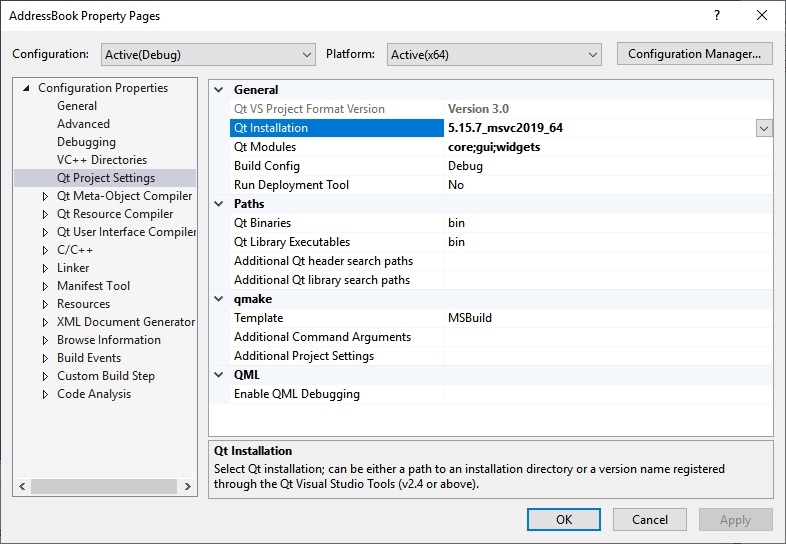 AddressBook Property Pages
Configuration: Active(Debug) Platform: Active(x64) Configuration Manager...
Configuration Properties
General
Advanced
Debugging
VC++ Directories
Qt Project Settings
Qt Meta-Object Compiler
Qt Resource Compiler
Qt User Interface Compiler
C/C++
Linker
Manifest Tool
Resources
XML Document Generator
Browse Information
Build Events
Custom Build Step
Code Analysis
General
Qt VS Project Format Version Version 3.0
Qt Installation 5.15.7_msvc2019_64
Qt Modules core;gui;widgets
Build Config Debug
Run Deployment Tool No
Paths
Qt Binaries bin
Qt Library Executables bin
Additional Qt header search paths
Additional Qt library search paths
qmake
Template MSBuild
Additional Command Arguments
Additional Project Settings
QML
Enable QML Debugging
Qt Installation
Select Qt installation; can be either a path to an installation directory or a version name registered
through the Qt Visual Studio Tools (v2.4 or above).
OK Cancel Apply